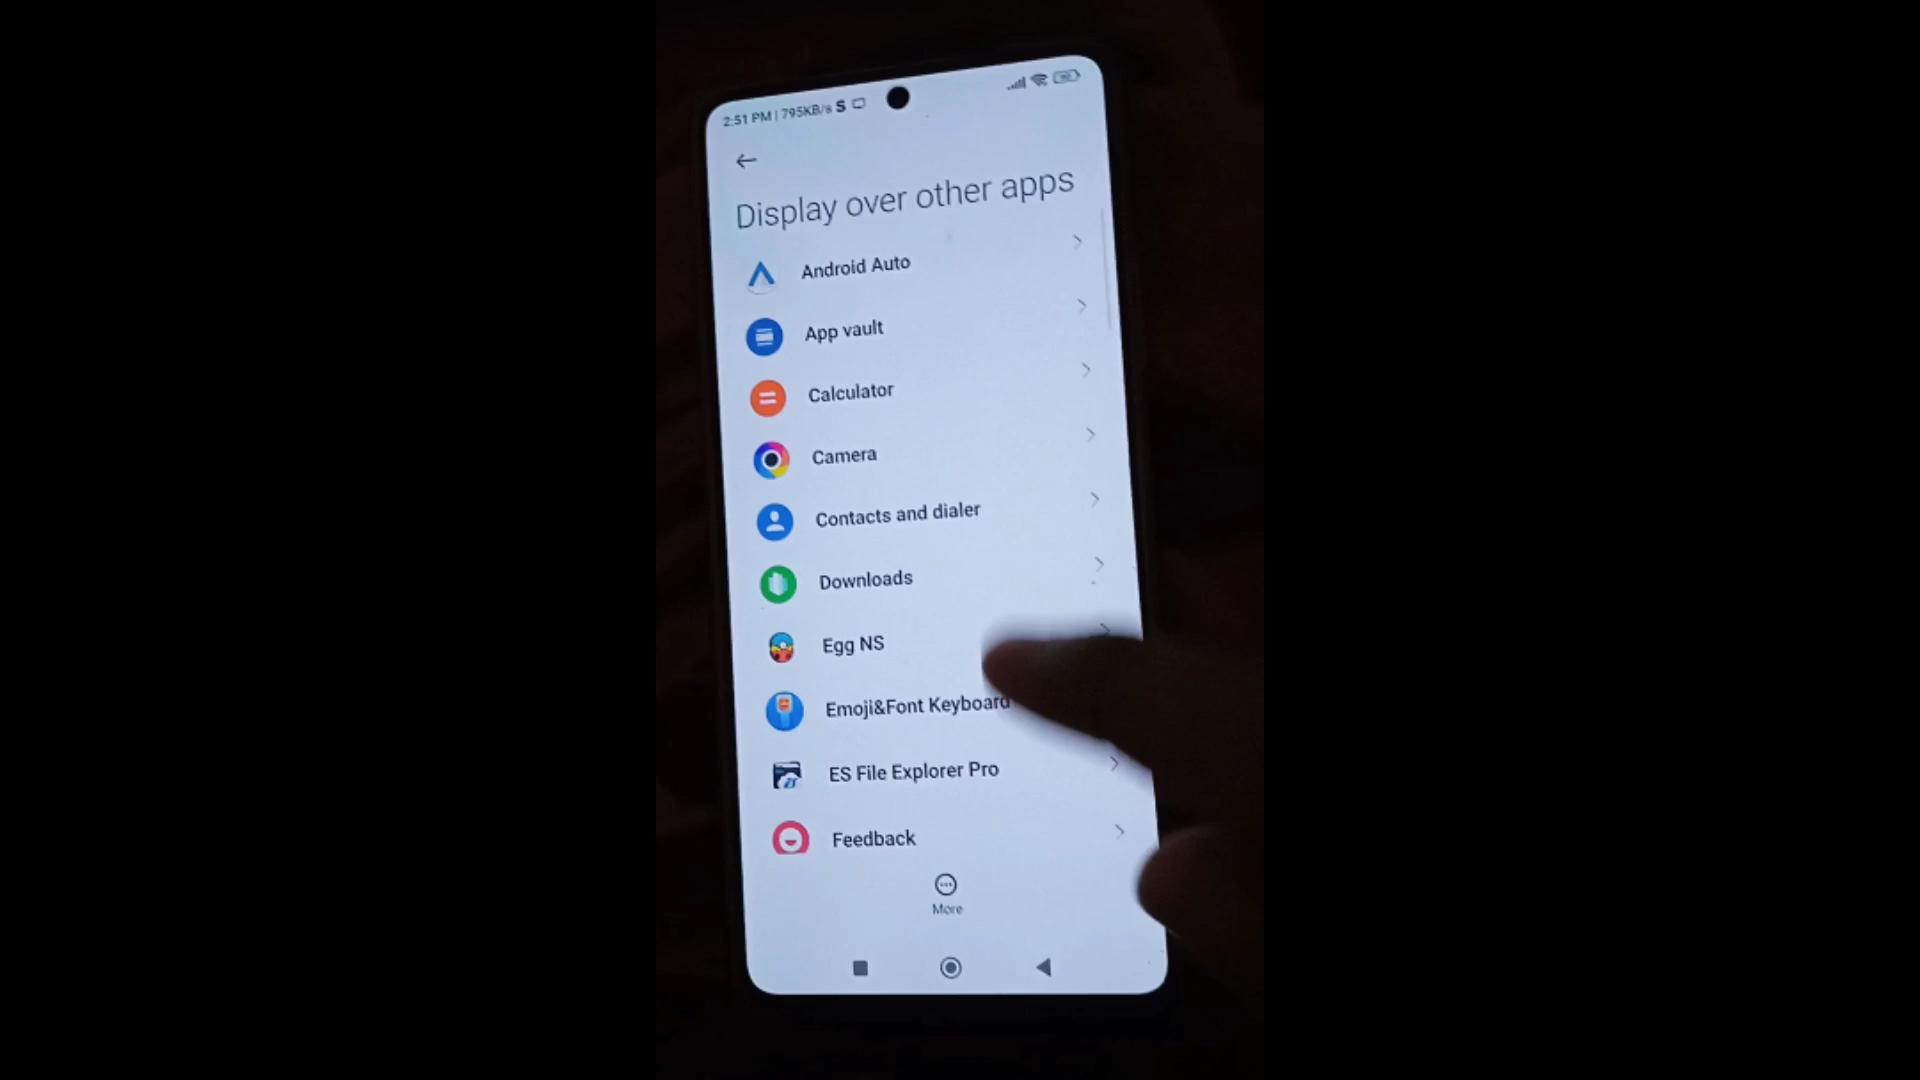 2:51 PM | 795KB/s S
Display over other apps
Android Auto
App vault
Calculator
Camera
Contacts and dialer
Downloads
Egg NS
Emoji&Font Keyboard
ES File Explorer Pro
Feedback
More